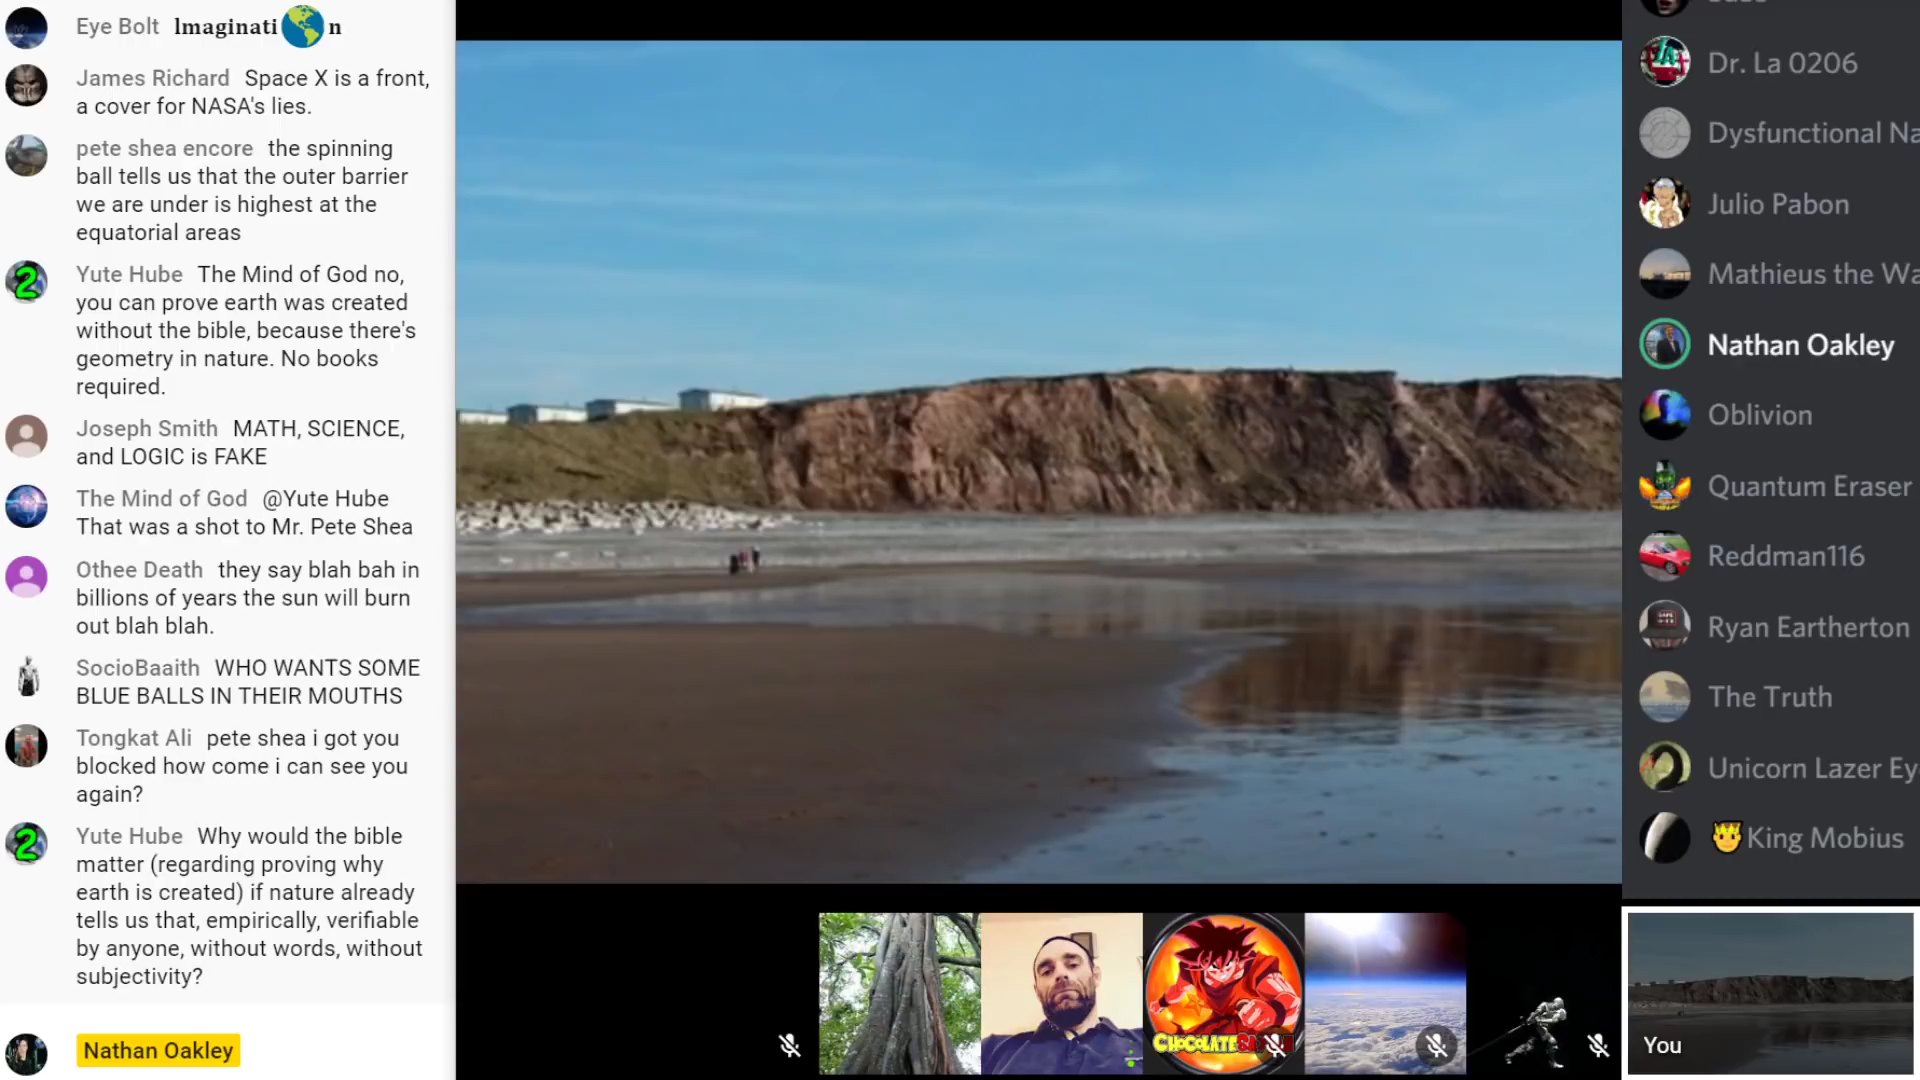 Eye Bolt Imaginati🌎n
James Richard Space X is a front,
a cover for NASA's lies.
pete shea encore the spinning
ball tells us that the outer barrier
we are under is highest at the
equatorial areas
Yute Hube The Mind of God no,
you can prove earth was created
without the bible, because there's
geometry in nature. No books
required.
Joseph Smith MATH, SCIENCE,
and LOGIC is FAKE
The Mind of God @Yute Hube
That was a shot to Mr. Pete Shea
Othee Death they say blah bah in
billions of years the sun will burn
out blah blah.
SocioBaaith WHO WANTS SOME
BLUE BALLS IN THEIR MOUTHS
Tongkat Ali pete shea i got you
blocked how come i can see you
again?
Yute Hube Why would the bible
matter (regarding proving why
earth is created) if nature already
tells us that, empirically, verifiable
by anyone, without words, without
subjectivity?
Nathan Oakley
Dr. La 0206
Dysfunctional Na
Julio Pabon
Mathieus the Wa
Nathan Oakley
Oblivion
Quantum Eraser
Reddman116
Ryan Eartherton
The Truth
Unicorn Lazer Ey
🤴King Mobius
You